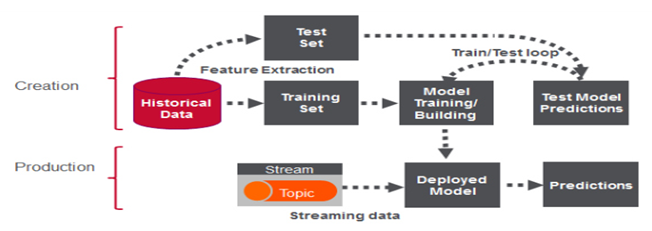 Creation
Production
Test
Set
Feature Extraction
Train/Test loop
Historical
Data
Training
Set
Model
Training/
Building
Test Model
Predictions
Stream
Topic
Streaming data
Deployed
Model
Predictions